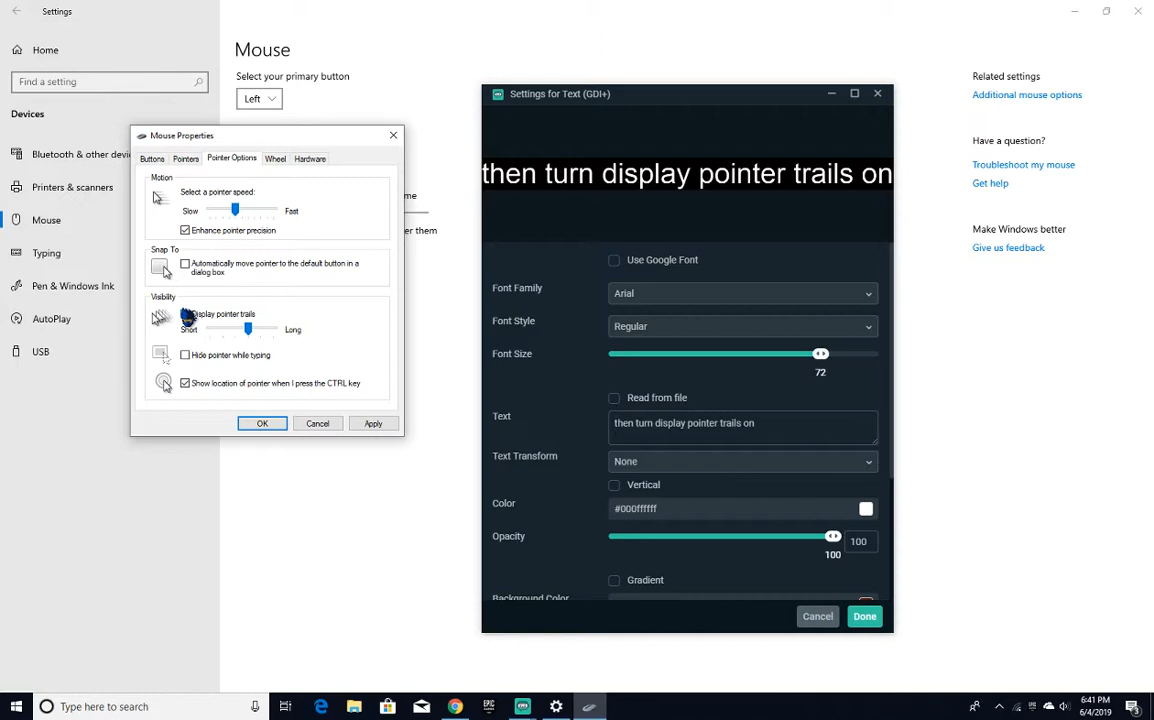 Settings
Home
Find a setting
Devices
Bluetooth & other devi
Printers & scanners
Mouse
Typing
Pen & Windows Ink
AutoPlay
USB
Mouse
Select your primary button
Left
me
er them
Mouse Properties
Buttons Pointers Pointer Options Wheel Hardware
Motion
Select a pointer speed:
Slow Fast
Enhance pointer precision
Snap To
Automatically move pointer to the default button in a
dialog box
Visibility
Display pointer trails
Short Long
Hide pointer while typing
Show location of pointer when I press the CTRL key
OK Cancel Apply
Settings for Text (GDI+)
then turn display pointer trails on
Use Google Font
Font Family Arial
Font Style Regular
Font Size
72
Read from file
Text then turn display pointer trails on
Text Transform None
Vertical
Color #000ffffff
Opacity 100
100
Gradient
Background Color
Cancel Done
Related settings
Additional mouse options
Have a question?
Troubleshoot my mouse
Get help
Make Windows better
Give us feedback
Type here to search
EPIC
6:41 PM
6/4/2019
3